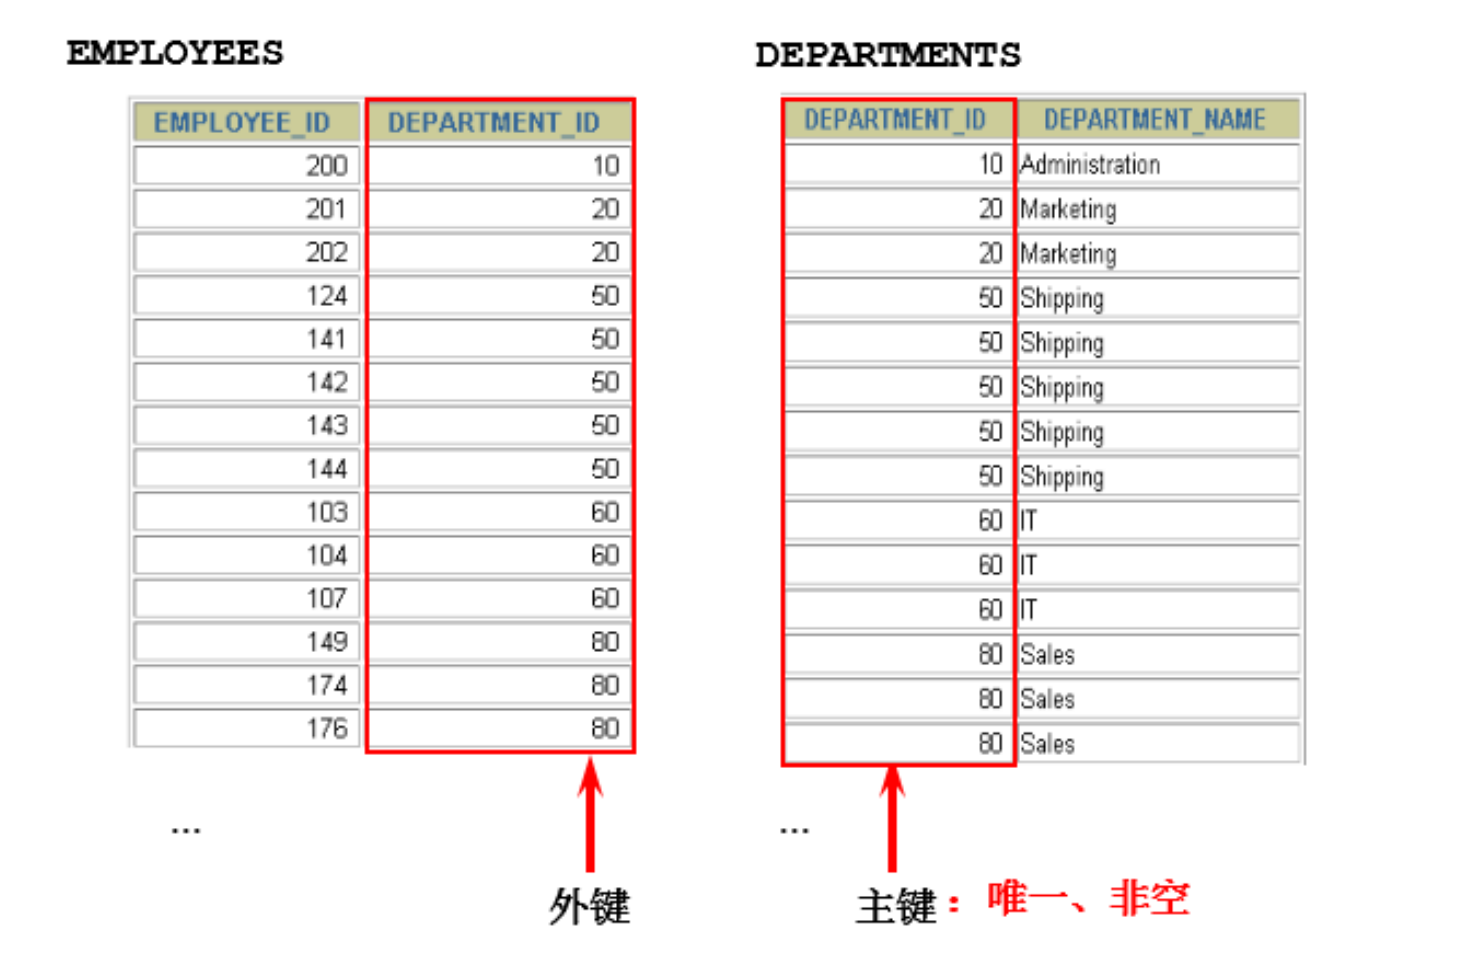 EMPLOYEES
EMPLOYEE_ID DEPARTMENT_ID
200 10
201 20
202 20
124 50
141 50
142 50
143 50
144 50
103 60
104 60
107 60
149 80
174 80
176 80
...
外键
DEPARTMENTS
DEPARTMENT_ID DEPARTMENT_NAME
10 Administration
20 Marketing
20 Marketing
50 Shipping
50 Shipping
50 Shipping
50 Shipping
50 Shipping
60 IT
60 IT
60 IT
80 Sales
80 Sales
80 Sales
...
主键：唯一、非空